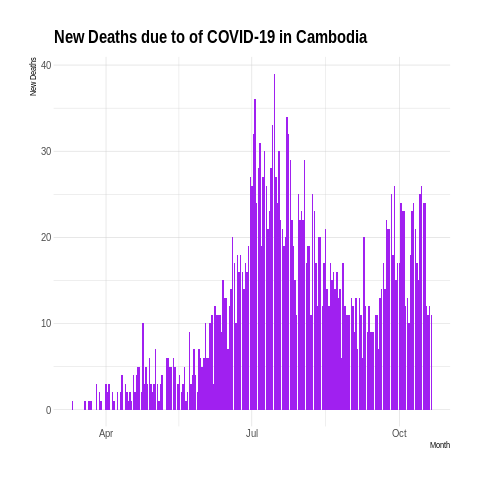 New Deaths due to of COVID-19 in Cambodia
New Deaths
40
30
20
10
0
Apr
Jul
Oct
Month